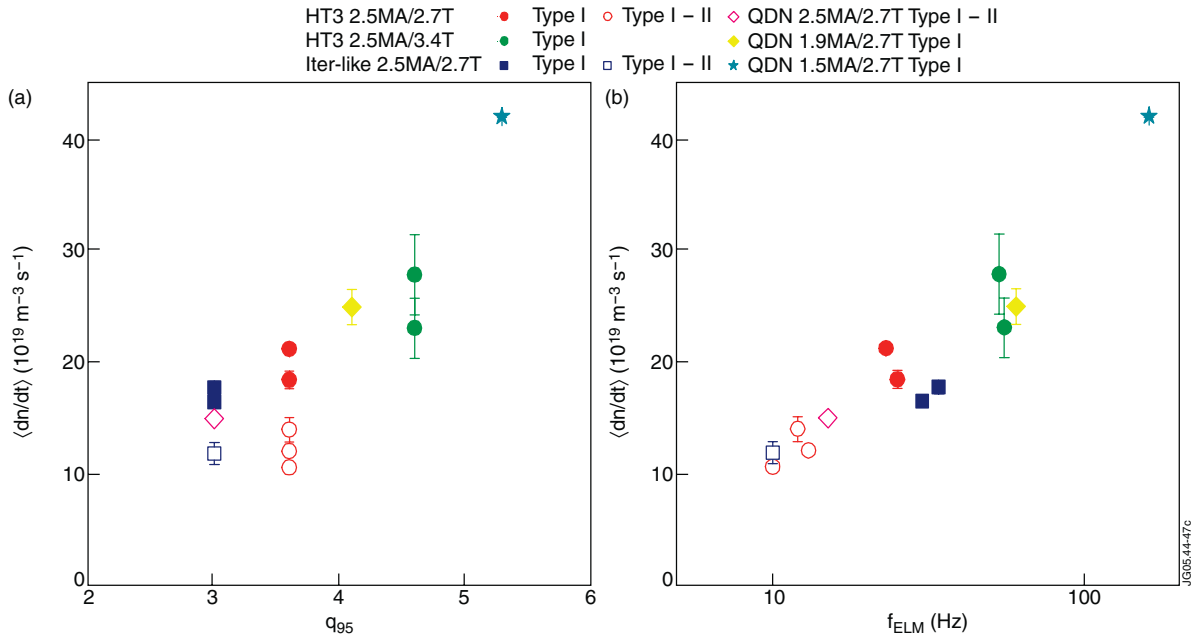 HT3 2.5MA/2.7T Type I Type I – II QDN 2.5MA/2.7T Type I – II
HT3 2.5MA/3.4T Type I QDN 1.9MA/2.7T Type I
Iter-like 2.5MA/2.7T Type I Type I – II QDN 1.5MA/2.7T Type I
(a)
40
30
20
10
0
⟨dn/dt⟩ (10¹⁹ m⁻³ s⁻¹)
2 3 4 5 6
q₉₅
(b)
40
30
20
10
0
⟨dn/dt⟩ (10¹⁹ m⁻³ s⁻¹)
10 100
f_ELM (Hz)
JG05.44-47c